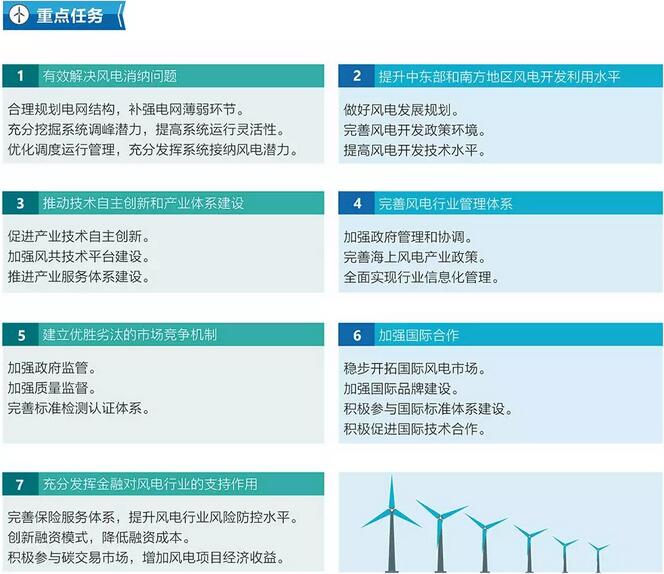 重点任务
1 有效解决风电消纳问题
合理规划电网结构，补强电网薄弱环节。
充分挖掘系统调峰潜力，提高系统运行灵活性。
优化调度运行管理，充分发挥系统接纳风电潜力。
2 提升中东部和南方地区风电开发利用水平
做好风电发展规划。
完善风电开发政策环境。
提高风电开发技术水平。
3 推动技术自主创新和产业体系建设
促进产业技术自主创新。
加强风共技术平台建设。
推进产业服务体系建设。
4 完善风电行业管理体系
加强政府管理和协调。
完善海上风电产业政策。
全面实现行业信息化管理。
5 建立优胜劣汰的市场竞争机制
加强政府监管。
加强质量监督。
完善标准检测认证体系。
6 加强国际合作
稳步开拓国际风电市场。
加强国际品牌建设。
积极参与国际标准体系建设。
积极促进国际技术合作。
7 充分发挥金融对风电行业的支持作用
完善保险服务体系，提升风电行业风险防控水平。
创新融资模式，降低融资成本。
积极参与碳交易市场，增加风电项目经济收益。